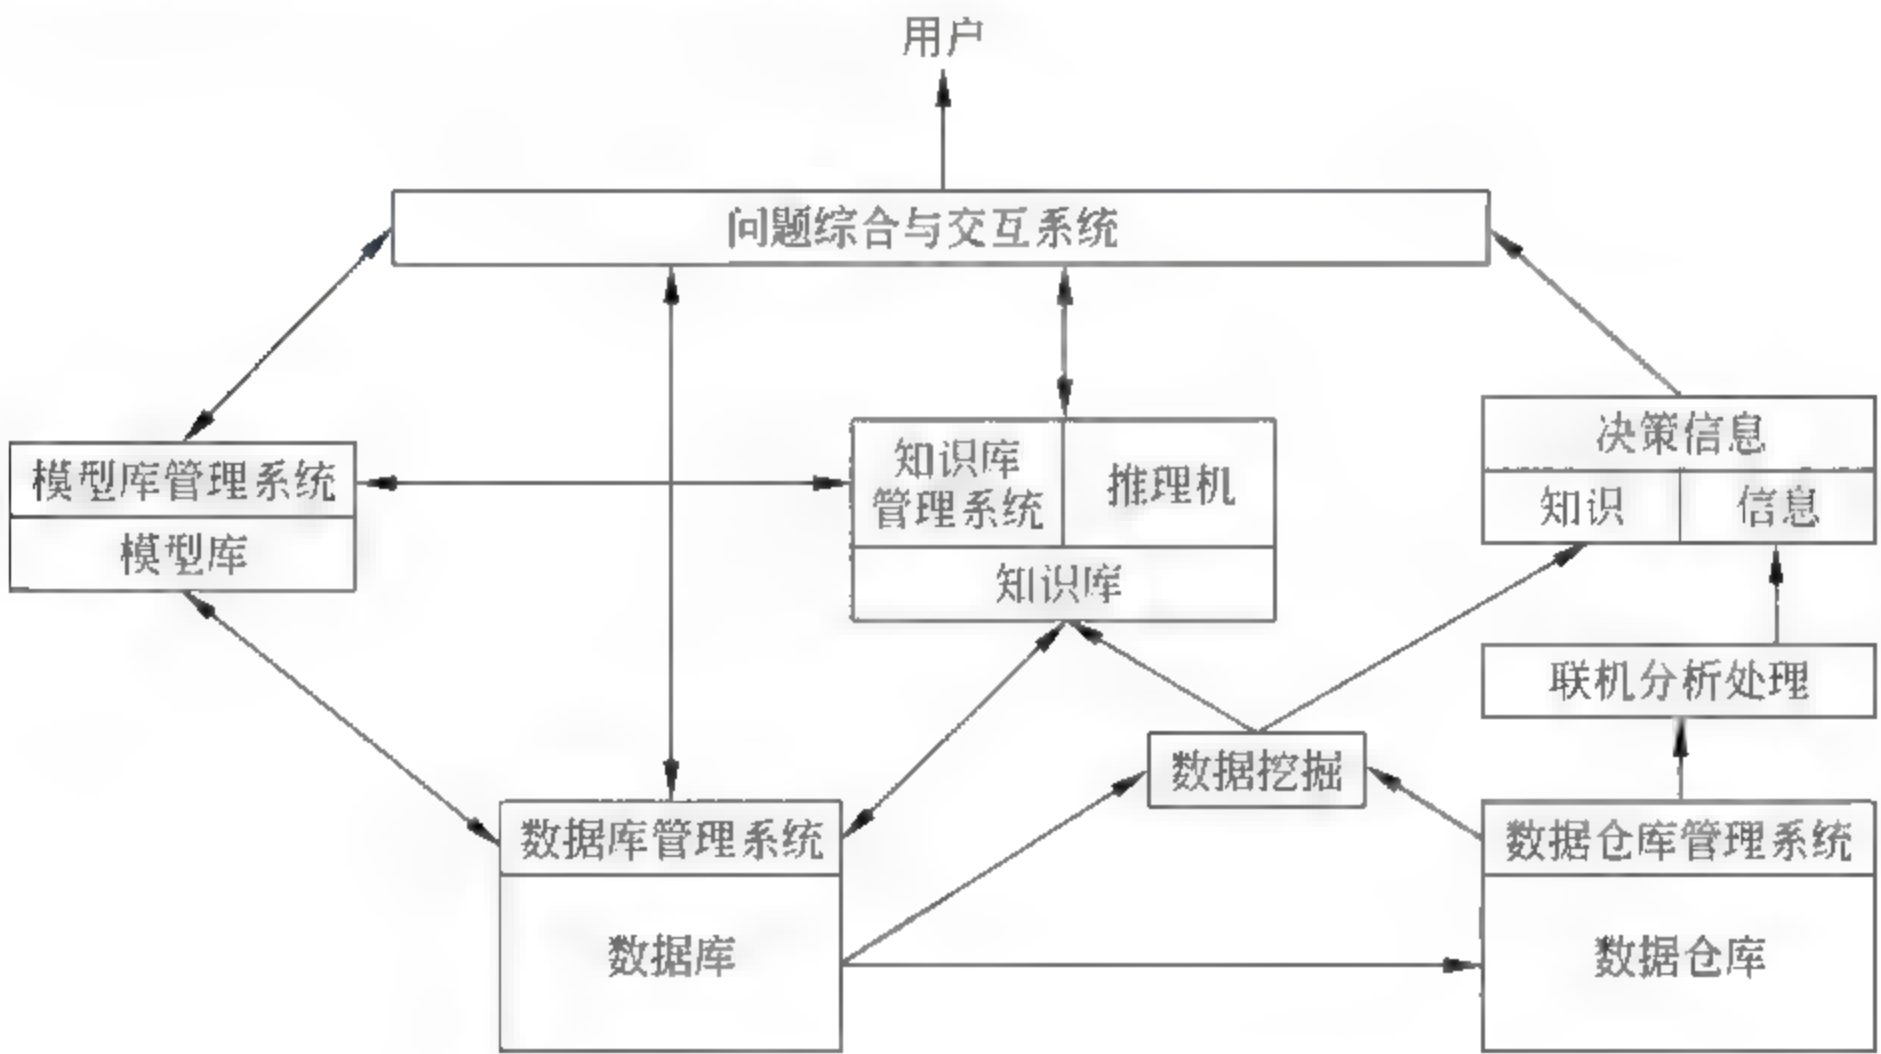 用户
问题综合与交互系统
模型库管理系统
模型库
知识库
管理系统
推理机
知识库
决策信息
知识
信息
联机分析处理
数据挖掘
数据库管理系统
数据库
数据仓库管理系统
数据仓库